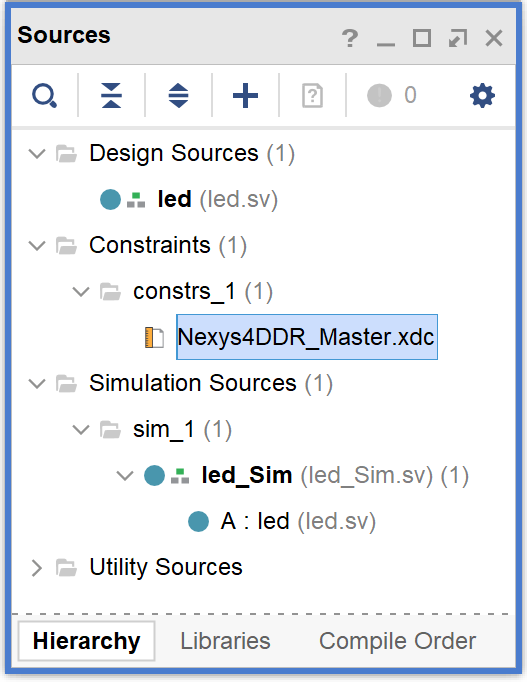 Sources
? 0
Design Sources (1)
led (led.sv)
Constraints (1)
constrs_1 (1)
Nexys4DDR_Master.xdc
Simulation Sources (1)
sim_1 (1)
led_Sim (led_Sim.sv) (1)
A : led (led.sv)
Utility Sources
Hierarchy Libraries Compile Order